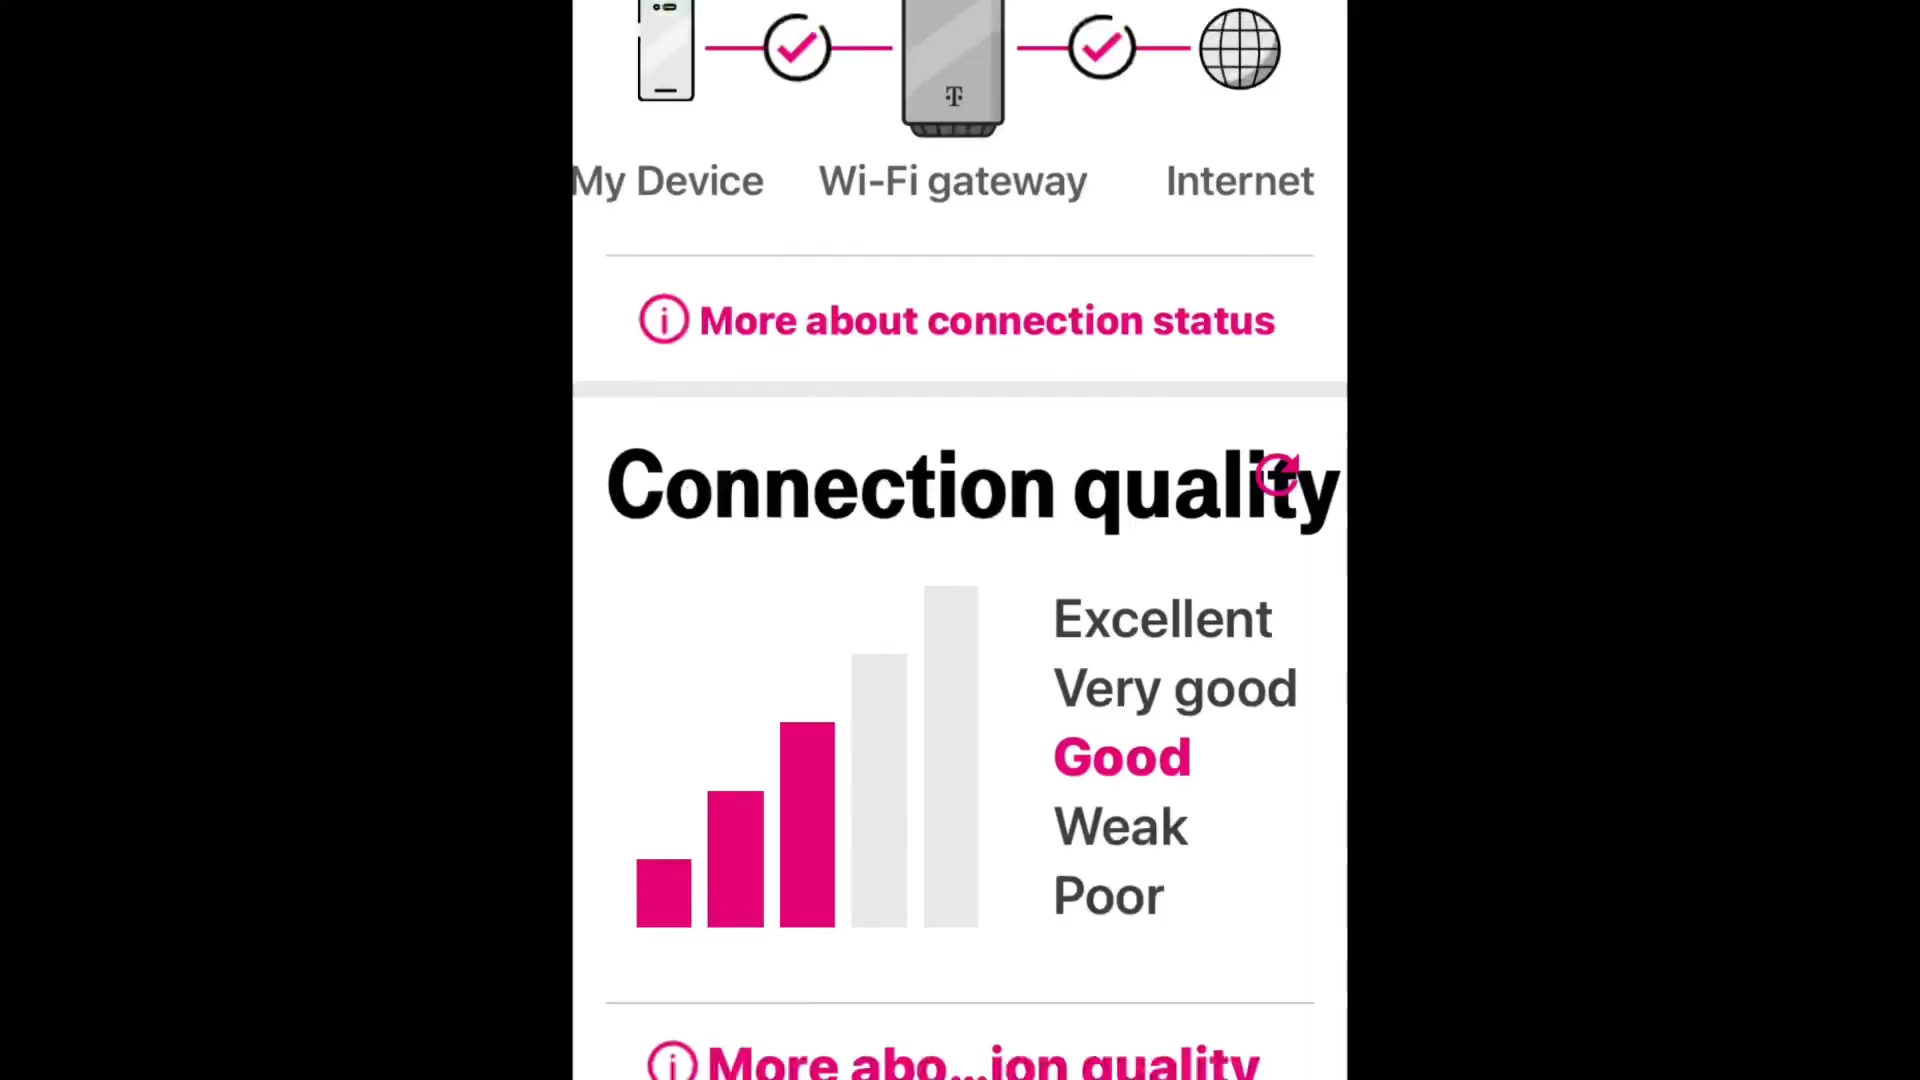 T
My Device
Wi-Fi gateway
Internet
More about connection status
Connection quality
Excellent
Very good
Good
Weak
Poor
More abo...ion quality